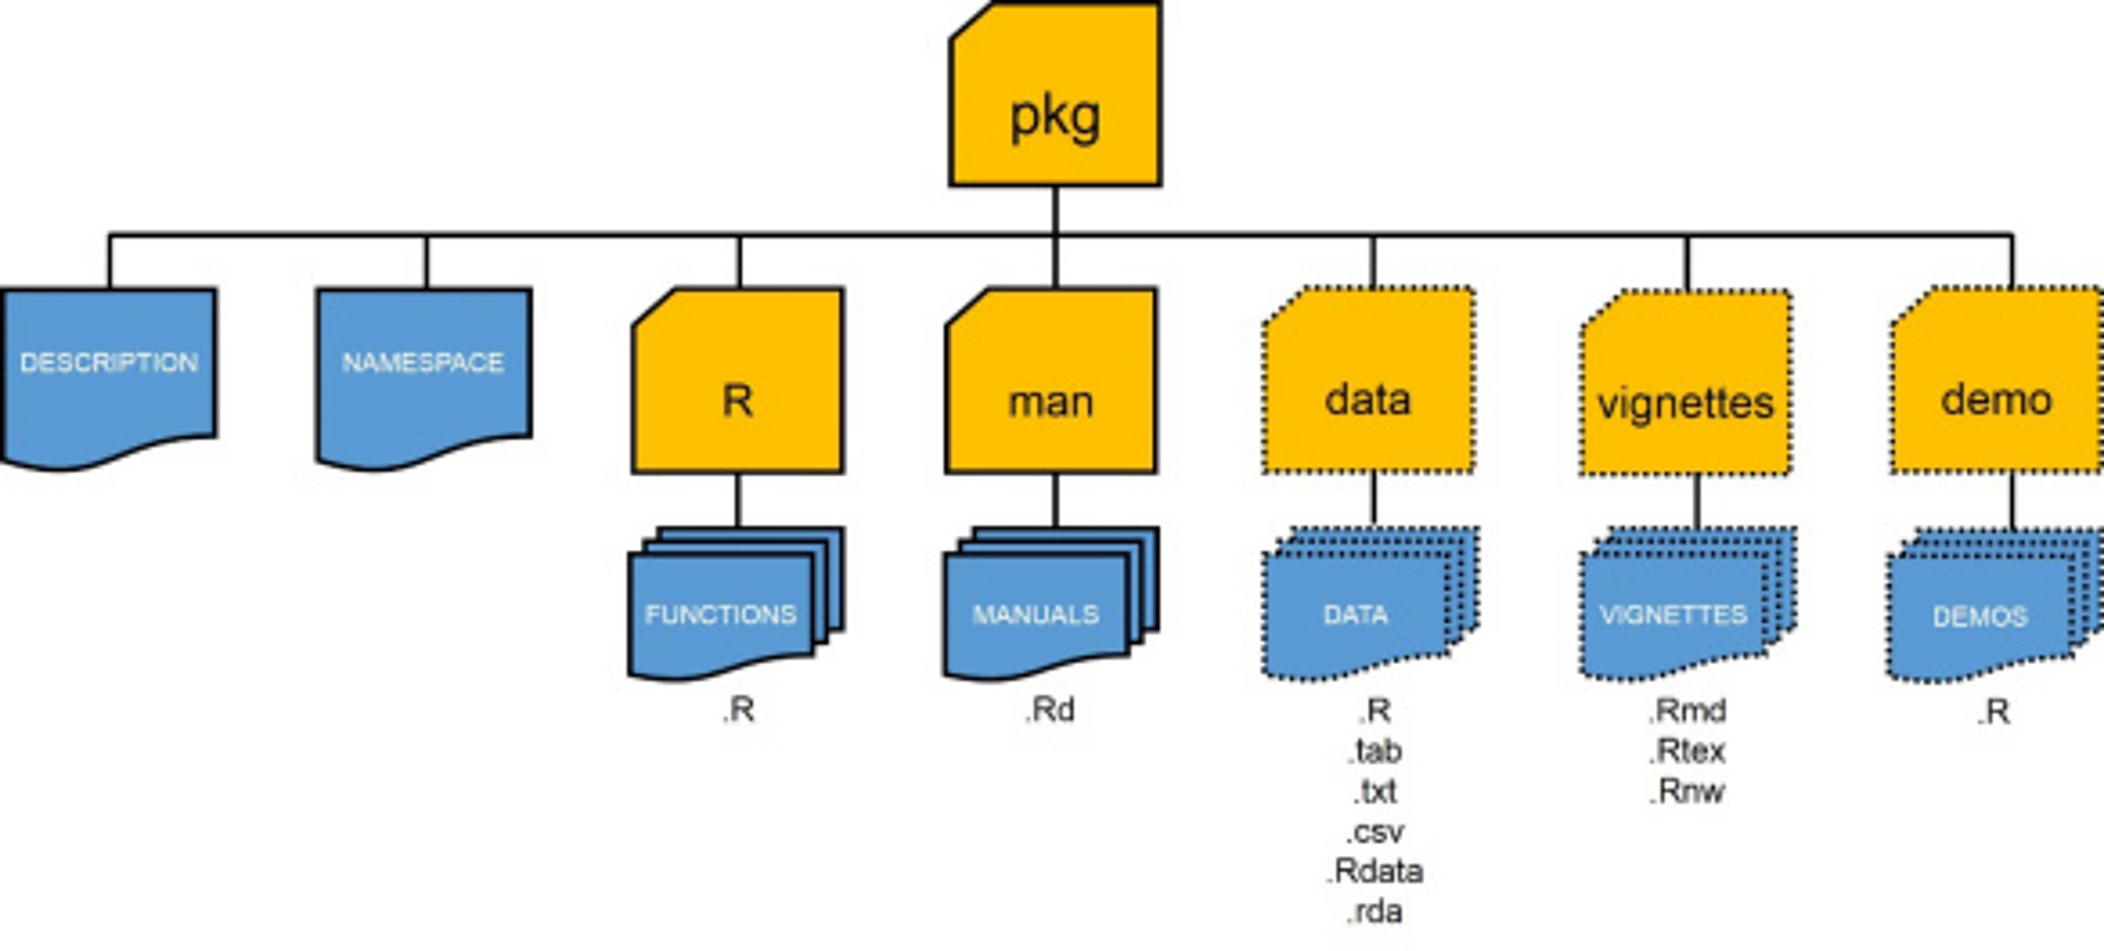 pkg
DESCRIPTION
NAMESPACE
R
man
data
vignettes
demo
FUNCTIONS
MANUALS
DATA
VIGNETTES
DEMOS
.R
.Rd
.R
.tab
.txt
.csv
.Rdata
.rda
.Rmd
.Rtex
.Rnw
.R